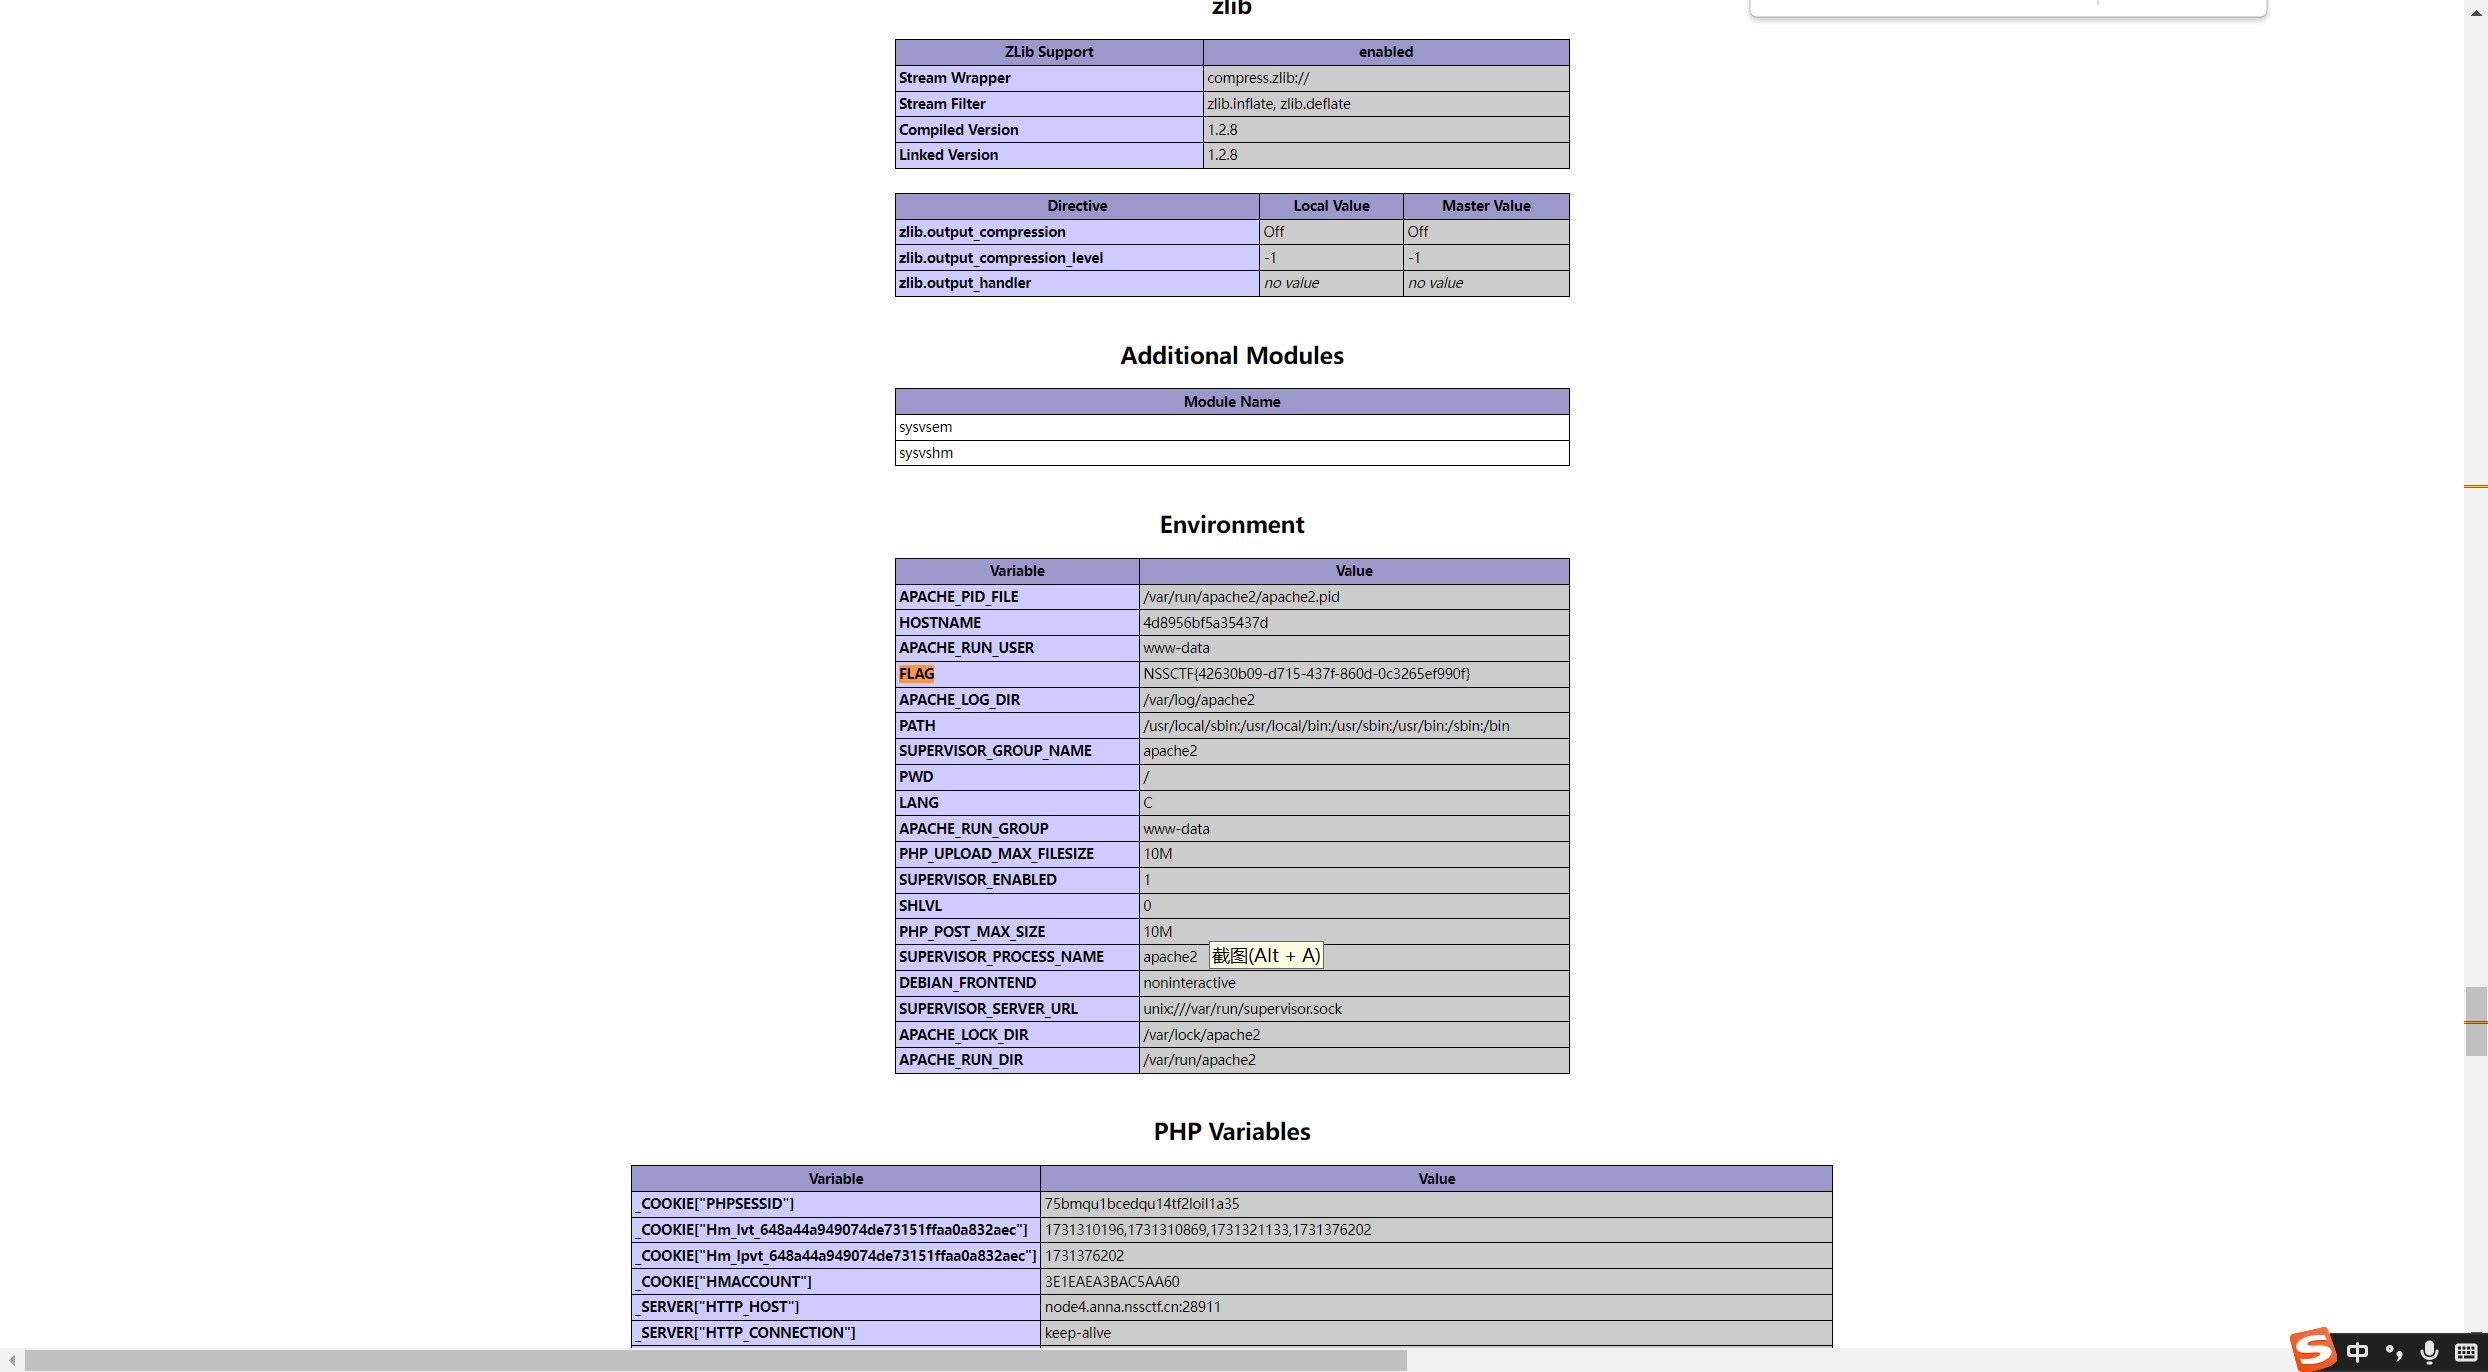 zlib
ZLib Support enabled
Stream Wrapper compress.zlib://
Stream Filter zlib.inflate, zlib.deflate
Compiled Version 1.2.8
Linked Version 1.2.8
Directive Local Value Master Value
zlib.output_compression Off Off
zlib.output_compression_level -1 -1
zlib.output_handler no value no value
Additional Modules
Module Name
sysvsem
sysvshm
Environment
Variable Value
APACHE_PID_FILE /var/run/apache2/apache2.pid
HOSTNAME 4d8956bf5a35437d
APACHE_RUN_USER www-data
FLAG NSSCTF{42630b09-d715-437f-860d-0c3265ef990f}
APACHE_LOG_DIR /var/log/apache2
PATH /usr/local/sbin:/usr/local/bin:/usr/sbin:/usr/bin:/sbin:/bin
SUPERVISOR_GROUP_NAME apache2
PWD /
LANG C
APACHE_RUN_GROUP www-data
PHP_UPLOAD_MAX_FILESIZE 10M
SUPERVISOR_ENABLED 1
SHLVL 0
PHP_POST_MAX_SIZE 10M
SUPERVISOR_PROCESS_NAME apache2 截图(Alt + A)
DEBIAN_FRONTEND noninteractive
SUPERVISOR_SERVER_URL unix:///var/run/supervisor.sock
APACHE_LOCK_DIR /var/lock/apache2
APACHE_RUN_DIR /var/run/apache2
PHP Variables
Variable Value
_COOKIE["PHPSESSID"] 75bmqu1bcedqu14tf2loil1a35
_COOKIE["Hm_lvt_648a44a949074de73151ffaa0a832aec"] 1731310196,1731310869,1731321133,1731376202
_COOKIE["Hm_lpvt_648a44a949074de73151ffaa0a832aec"] 1731376202
_COOKIE["HMACCOUNT"] 3E1EAEA3BAC5AA60
_SERVER["HTTP_HOST"] node4.anna.nssctf.cn:28911
_SERVER["HTTP_CONNECTION"] keep-alive
S 中 °,